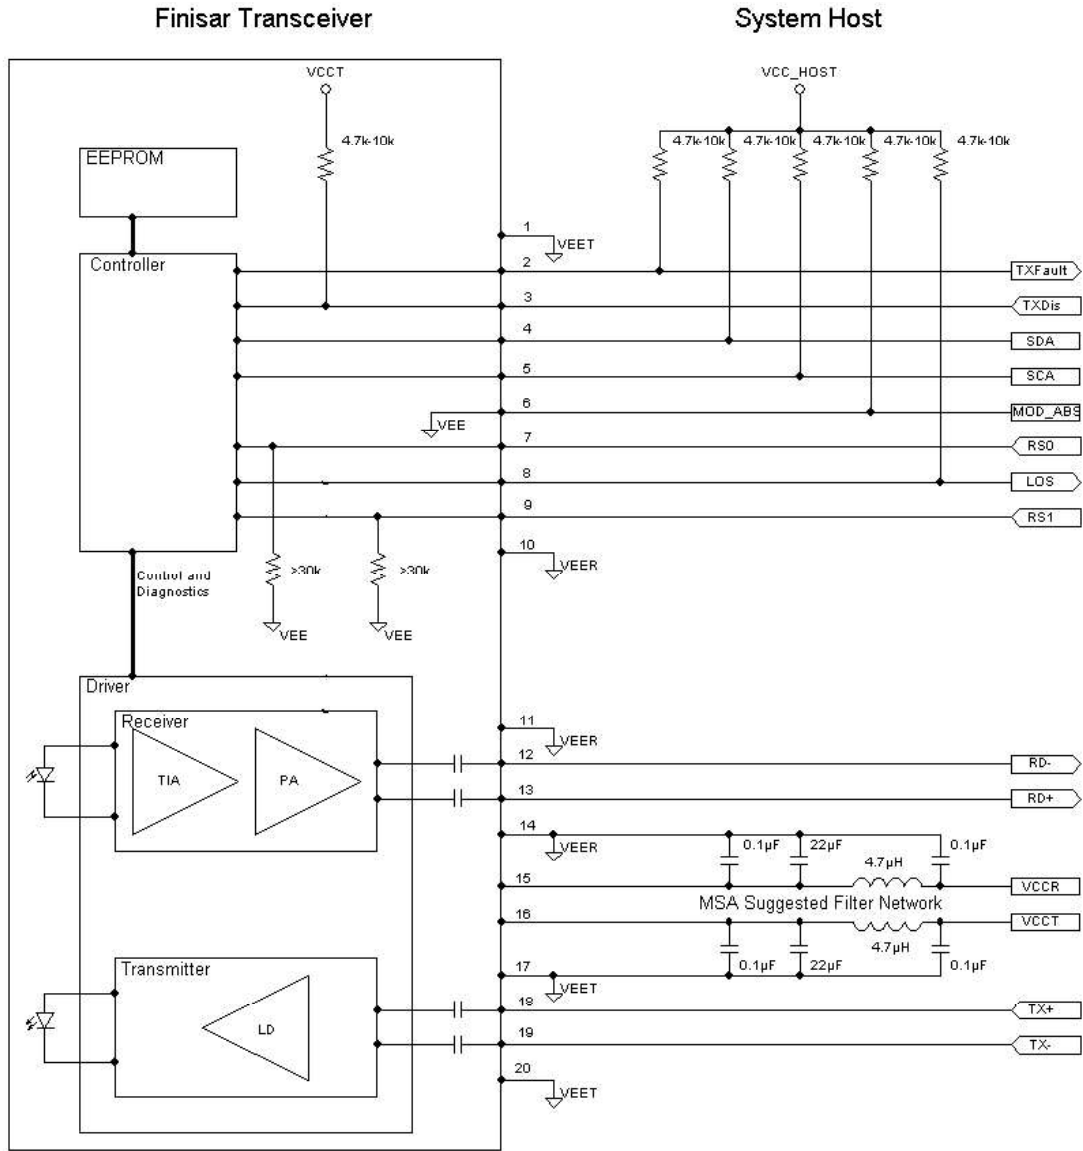 Finisar Transceiver
System Host
VCCT
VCC_HOST
4.7k-10k
4.7k-10k
4.7k-10k
4.7k-10k
4.7k-10k
4.7k-10k
EEPROM
1
VEET
Controller
2
TXFault
3
TXDis
4
SDA
5
SCA
6
VEE
MOD_ABS
7
RS0
8
LOS
9
RS1
10
VEER
Control and
Diagnostics
>30k
>30k
VEE
VEE
Driver
Receiver
11
VEER
TIA
PA
12
RD-
13
RD+
14
VEER
0.1µF
22µF
4.7µH
0.1µF
15
VCCR
MSA Suggested Filter Network
16
VCCT
4.7µH
0.1µF
22µF
0.1µF
17
VEET
Transmitter
LD
18
TX+
19
TX-
20
VEET